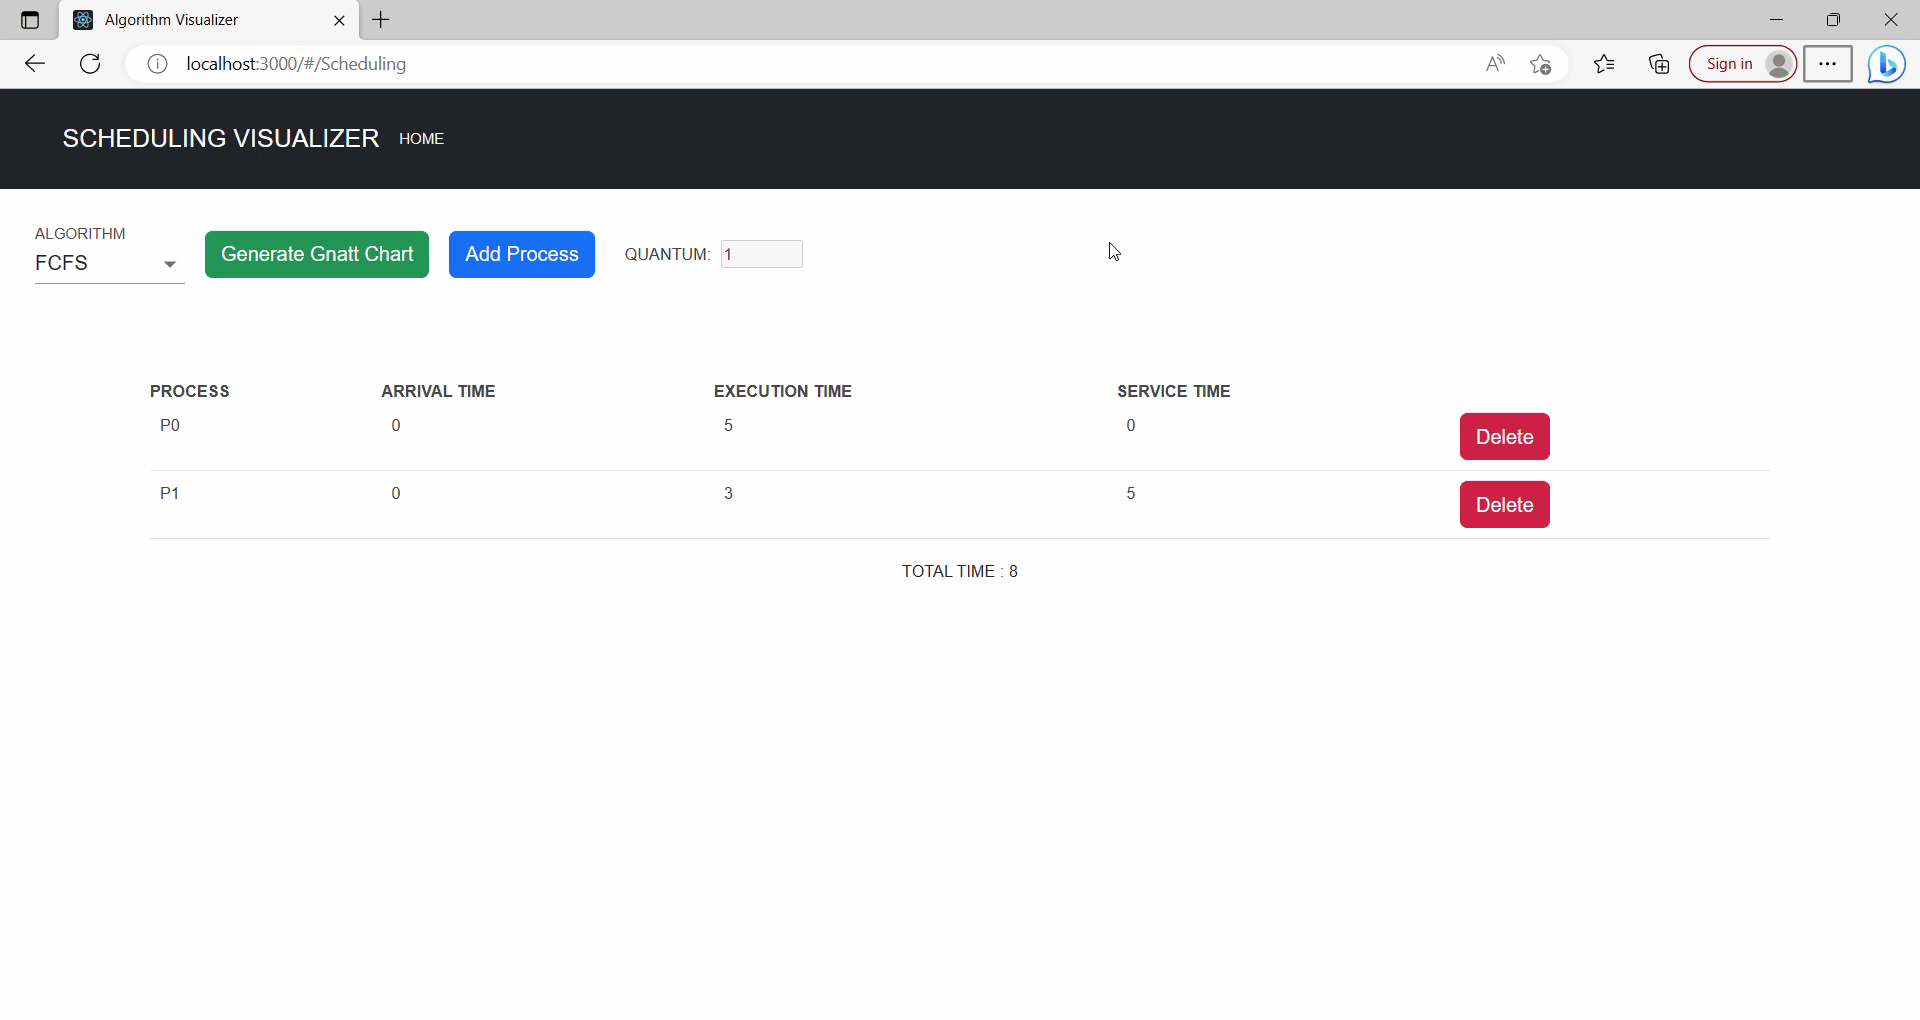 Algorithm Visualizer
localhost:3000/#/Scheduling
Sign in
SCHEDULING VISUALIZER HOME
ALGORITHM
FCFS
Generate Gnatt Chart
Add Process
QUANTUM: 1
PROCESS ARRIVAL TIME EXECUTION TIME SERVICE TIME
P0 0 5 0 Delete
P1 0 3 5 Delete
TOTAL TIME : 8